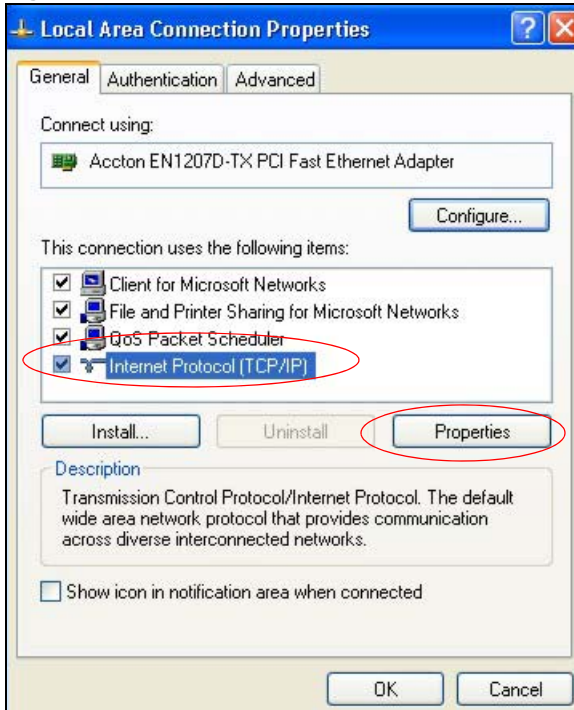 Local Area Connection Properties
General Authentication Advanced
Connect using:
Accton EN1207D-TX PCI Fast Ethernet Adapter
Configure...
This connection uses the following items:
Client for Microsoft Networks
File and Printer Sharing for Microsoft Networks
QoS Packet Scheduler
Internet Protocol (TCP/IP)
Install... Uninstall Properties
Description
Transmission Control Protocol/Internet Protocol. The default
wide area network protocol that provides communication
across diverse interconnected networks.
Show icon in notification area when connected
OK Cancel